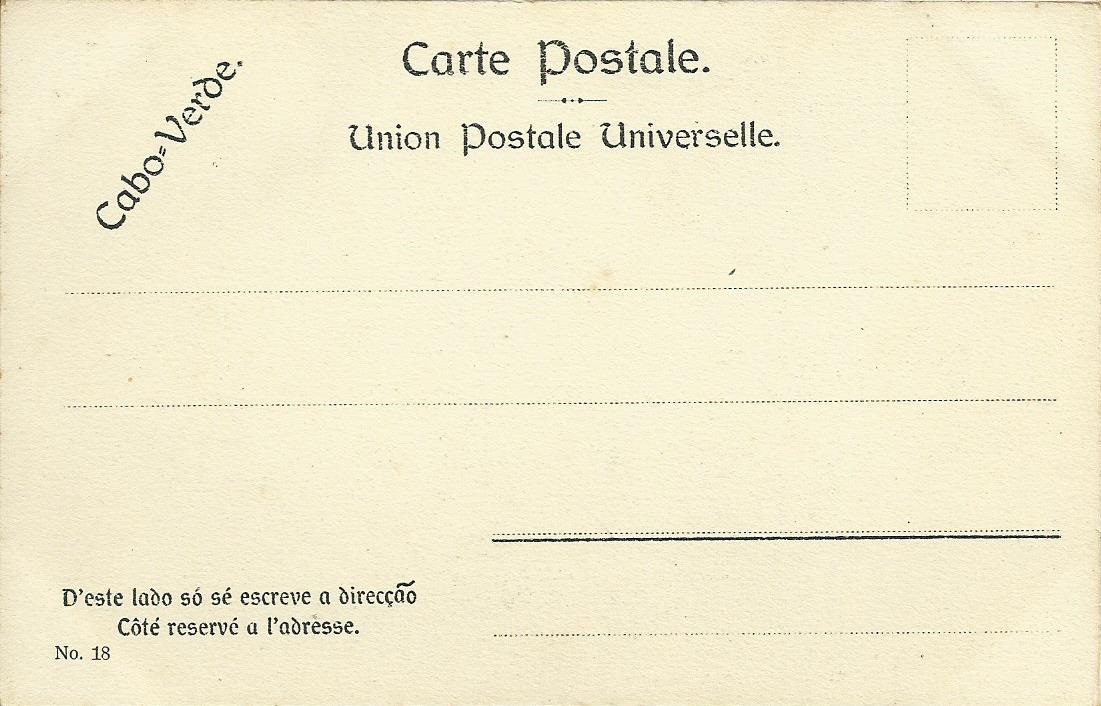 Cabo=Verde.
Carte Postale.
Union Postale Universelle.
D'este lado só sé escreve a direcção
Côté reservé a l'adresse.
No. 18